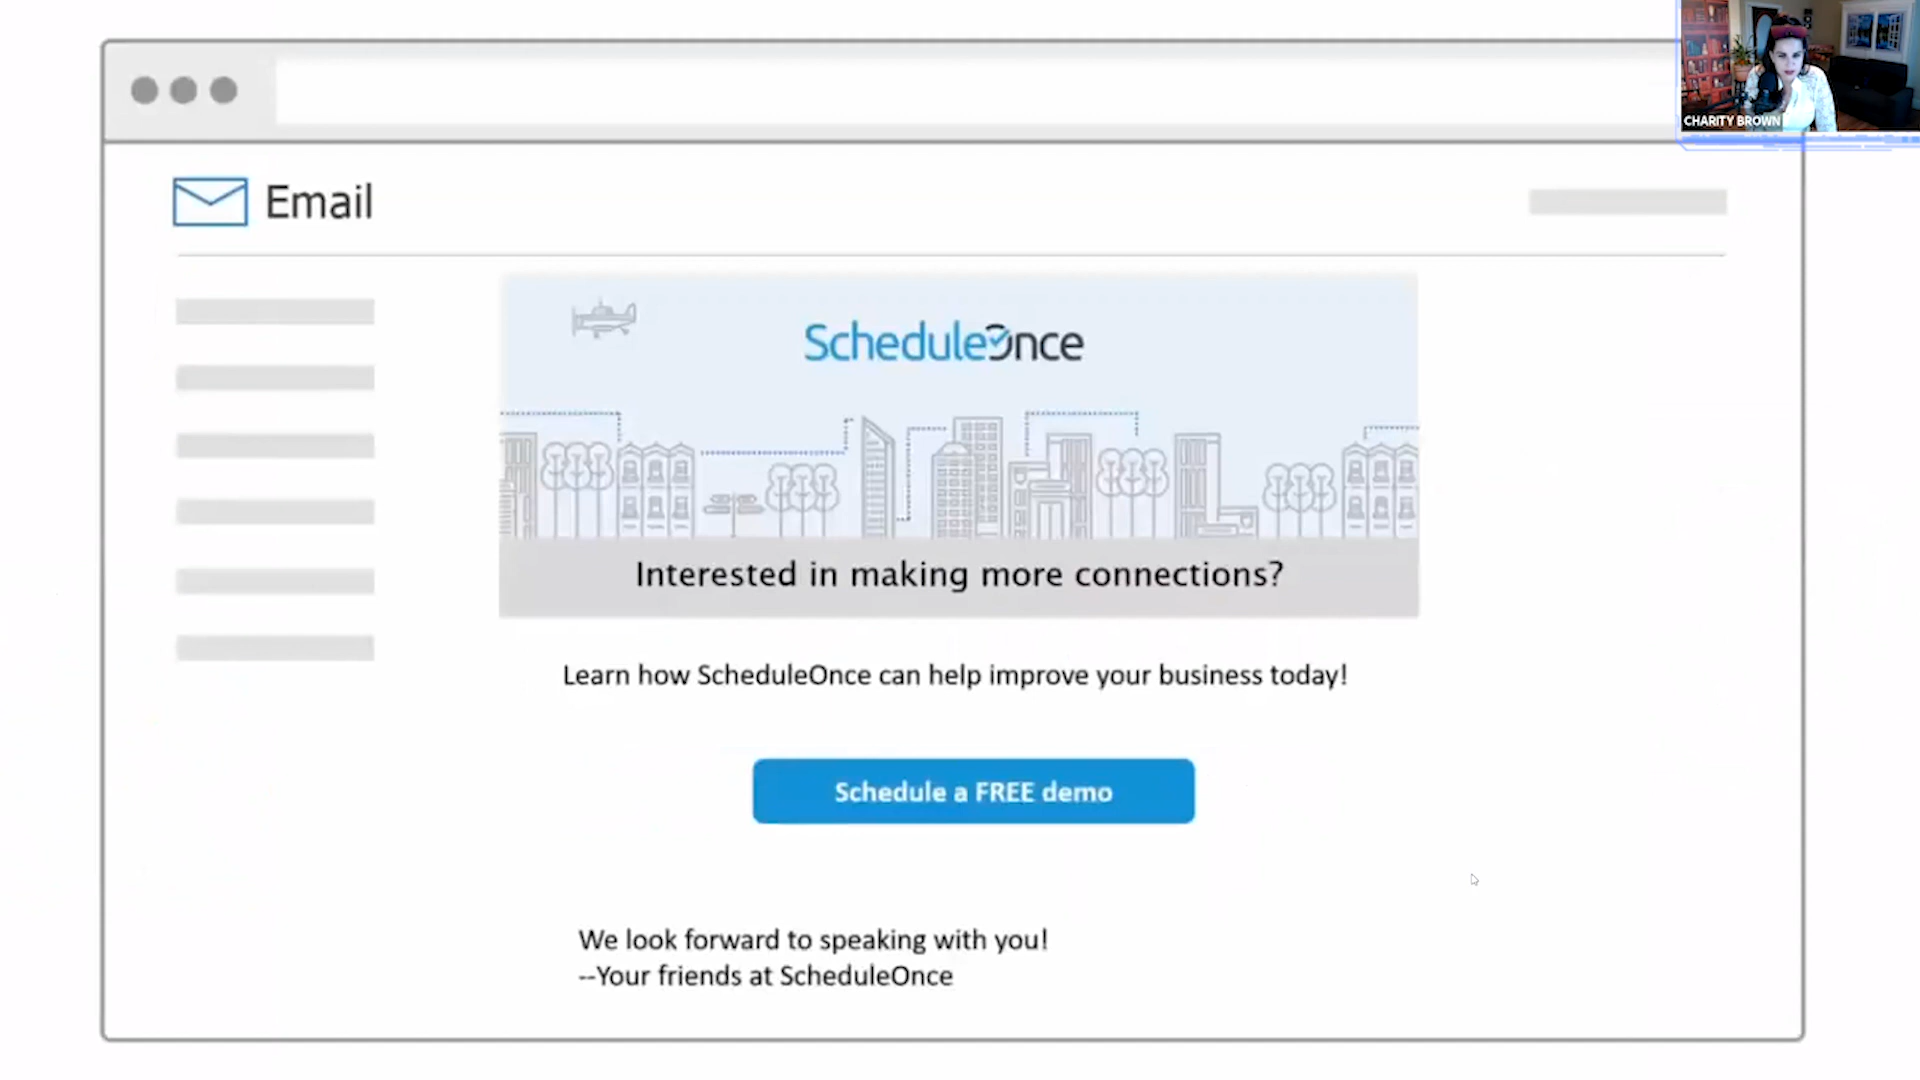 CHARITY BROWN
Email
ScheduleOnce
Interested in making more connections?
Learn how ScheduleOnce can help improve your business today!
Schedule a FREE demo
We look forward to speaking with you!
--Your friends at ScheduleOnce